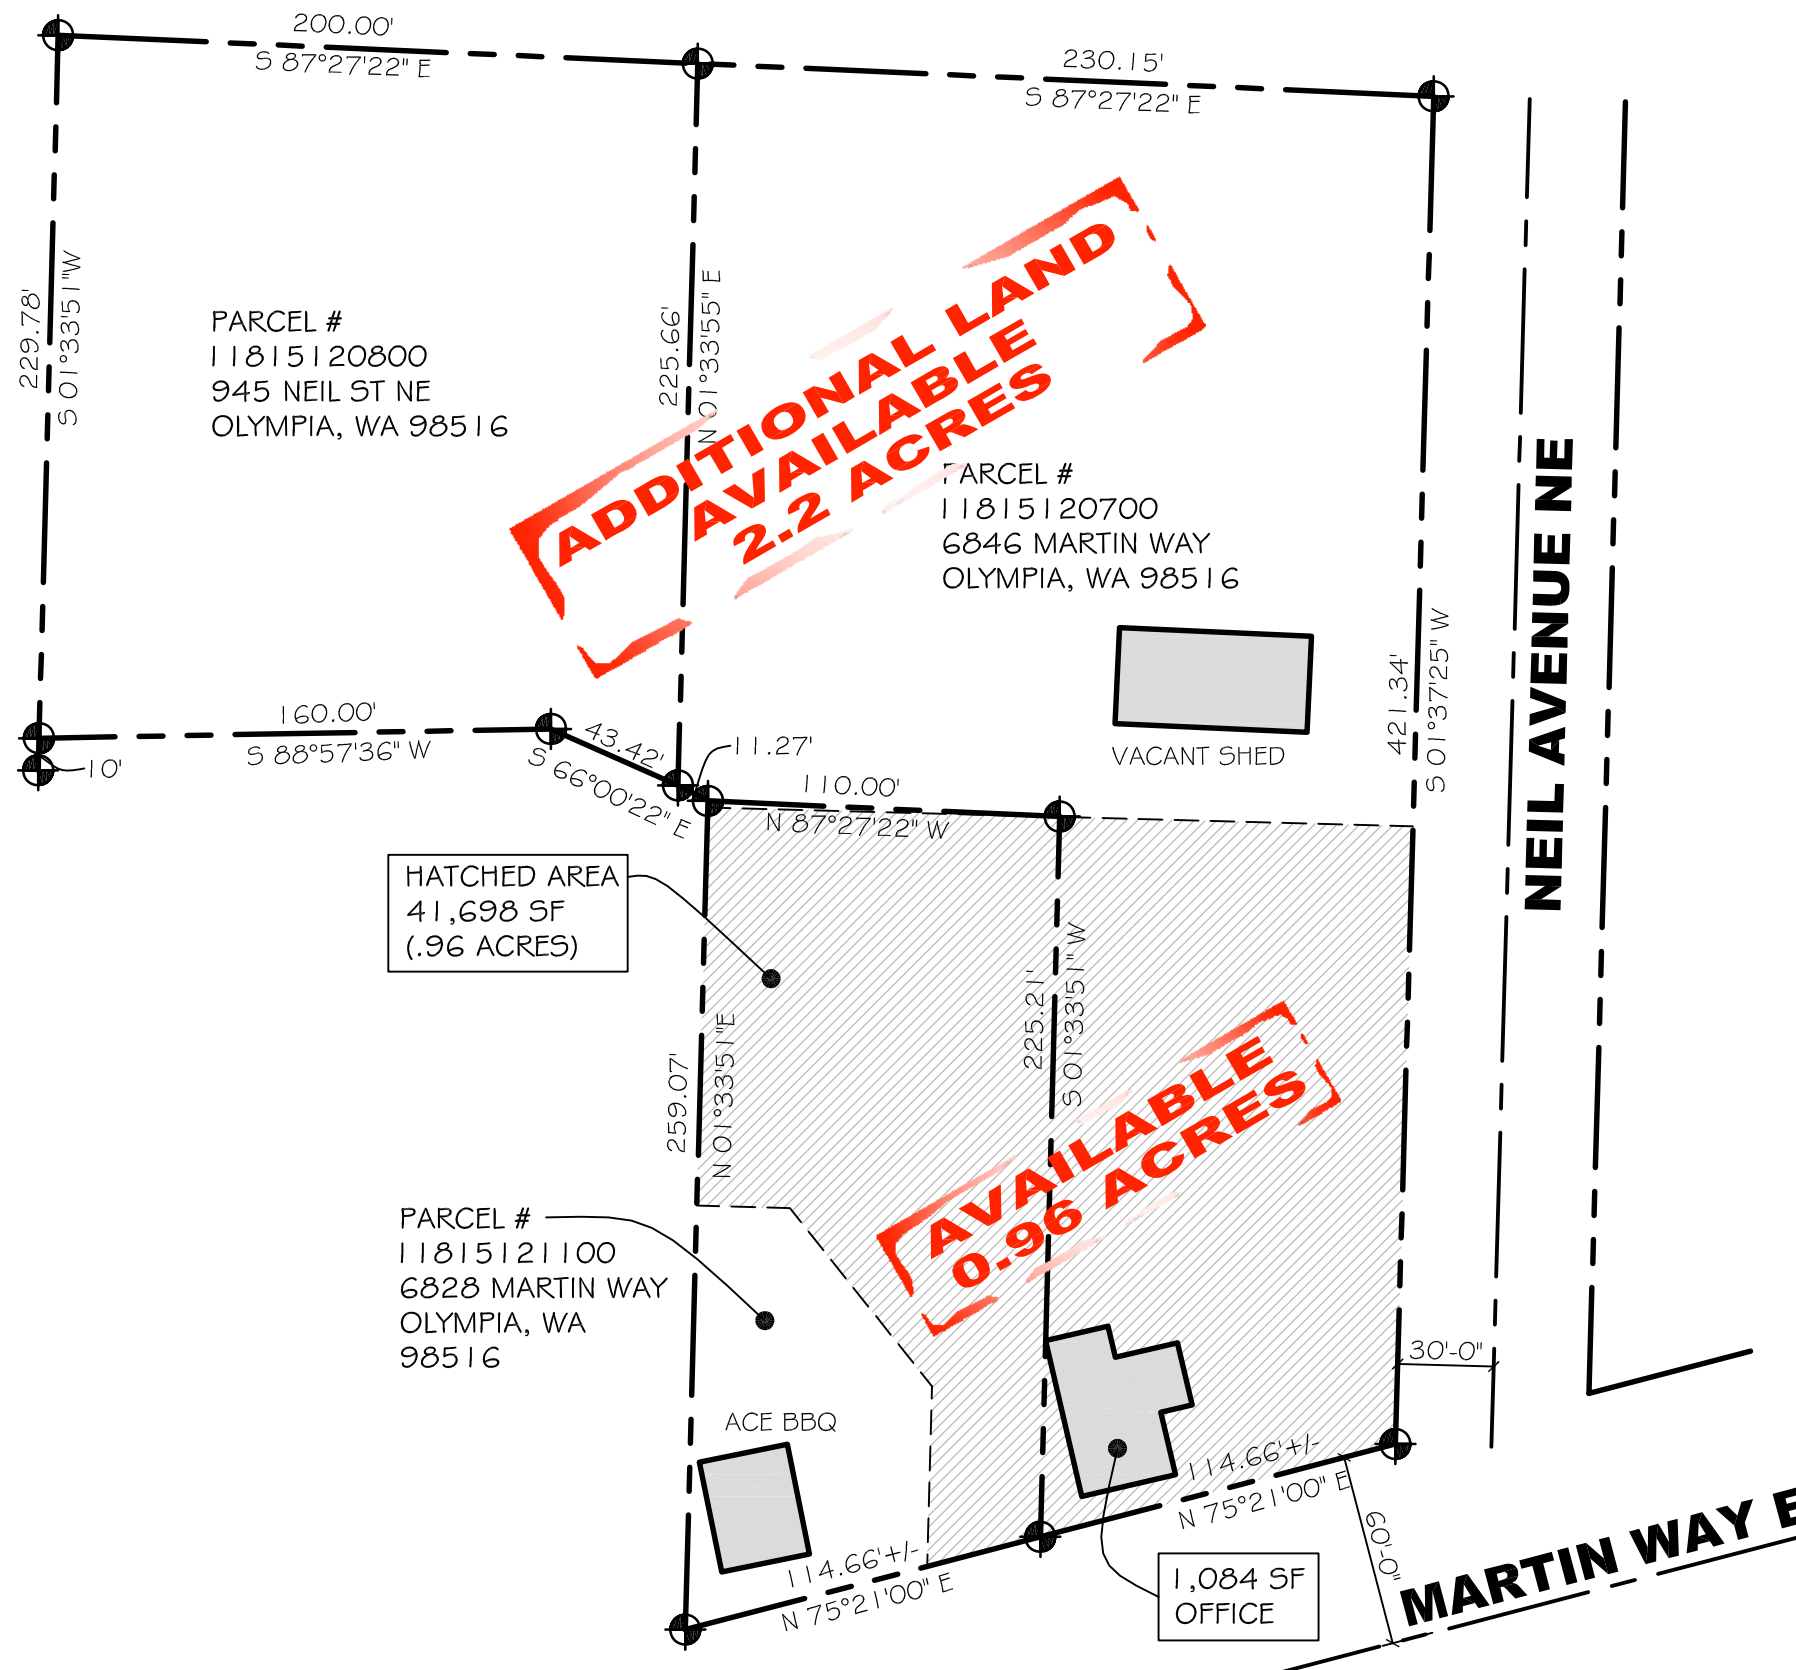 200.00'
S 87°27'22" E
230.15'
S 87°27'22" E
229.78'
S 01°33'51"W
PARCEL #
11815120800
945 NEIL ST NE
OLYMPIA, WA 98516
225.66'
N 01°33'55" E
ADDITIONAL LAND
AVAILABLE
2.2 ACRES
PARCEL #
11815120700
6846 MARTIN WAY
OLYMPIA, WA 98516
NEIL AVENUE NE
421.34'
S 01°37'25" W
VACANT SHED
160.00'
S 88°57'36" W
10'
43.42'
S 66°00'22" E
11.27'
110.00'
N 87°27'22" W
HATCHED AREA
41,698 SF
(.96 ACRES)
259.07'
N 01°33'51"E
225.21'
S 01°33'51" W
AVAILABLE
0.96 ACRES
PARCEL #
11815121100
6828 MARTIN WAY
OLYMPIA, WA
98516
ACE BBQ
30'-0"
114.66'+/-
N 75°21'00" E
114.66'+/-
N 75°21'00" E
60'-0"
1,084 SF
OFFICE
MARTIN WAY E